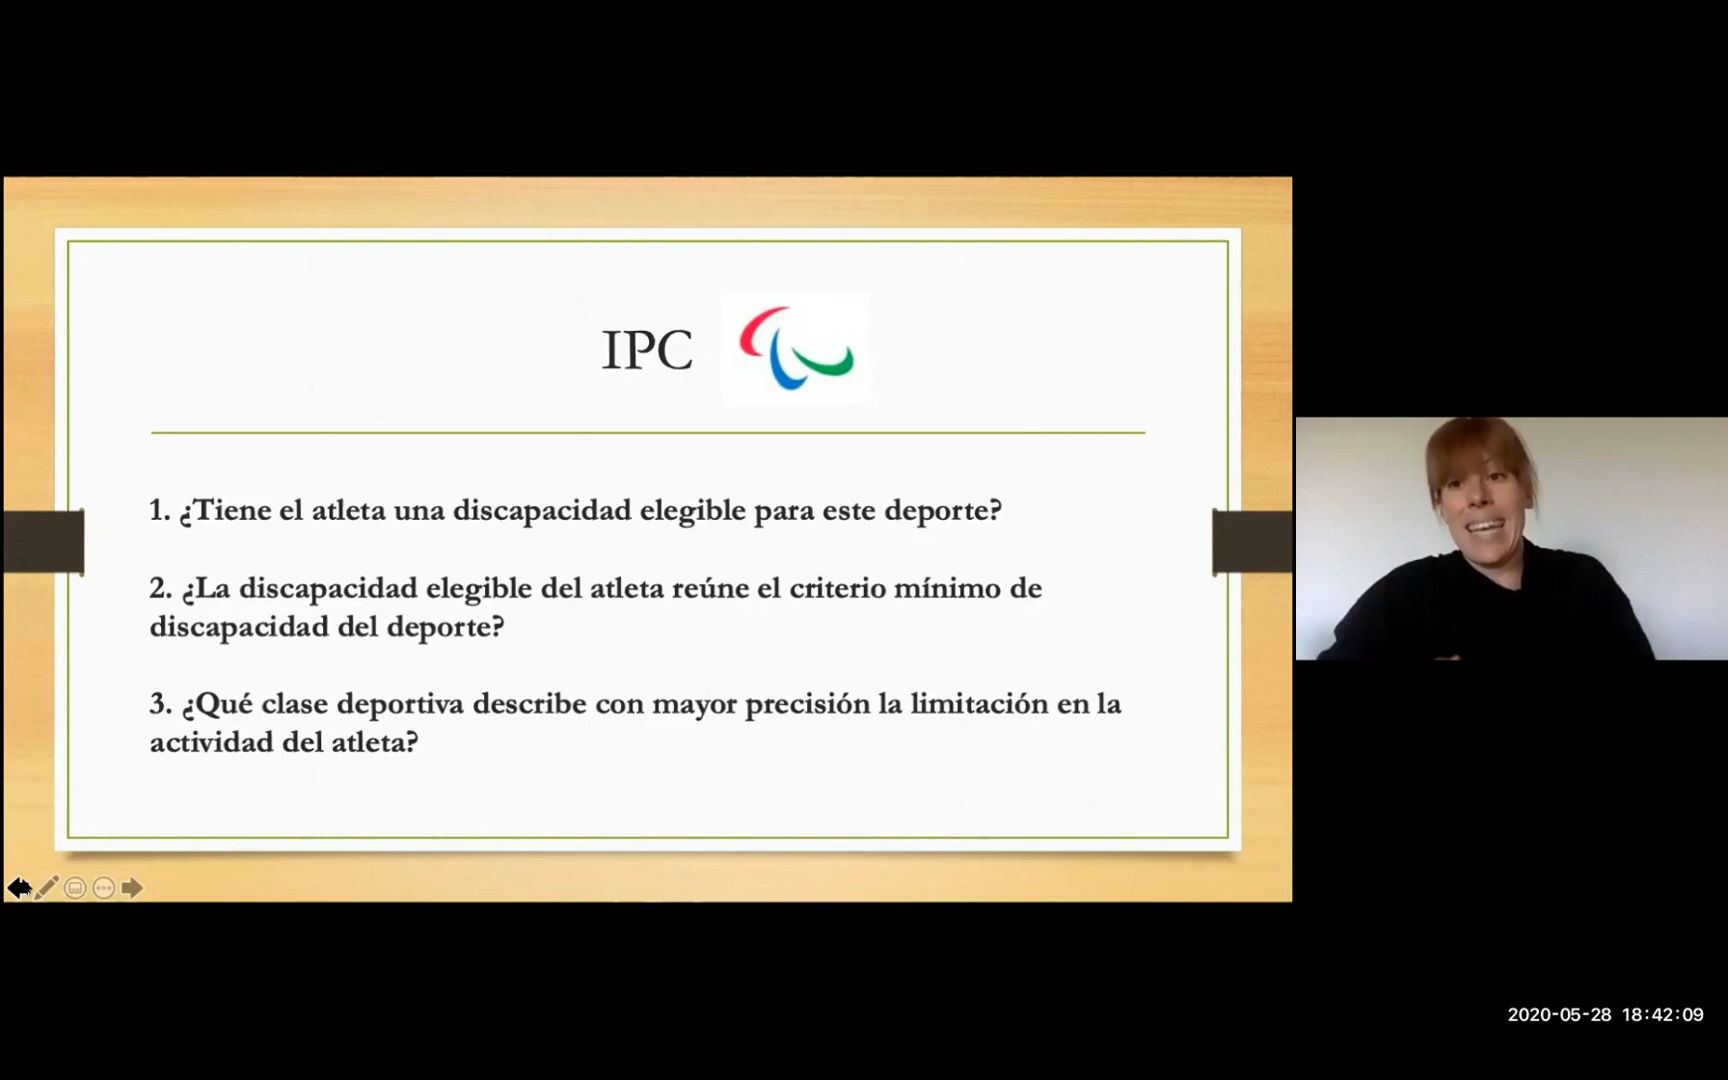 IPC
1. ¿Tiene el atleta una discapacidad elegible para este deporte?
2. ¿La discapacidad elegible del atleta reúne el criterio mínimo de
discapacidad del deporte?
3. ¿Qué clase deportiva describe con mayor precisión la limitación en la
actividad del atleta?
2020-05-28 18:42:09